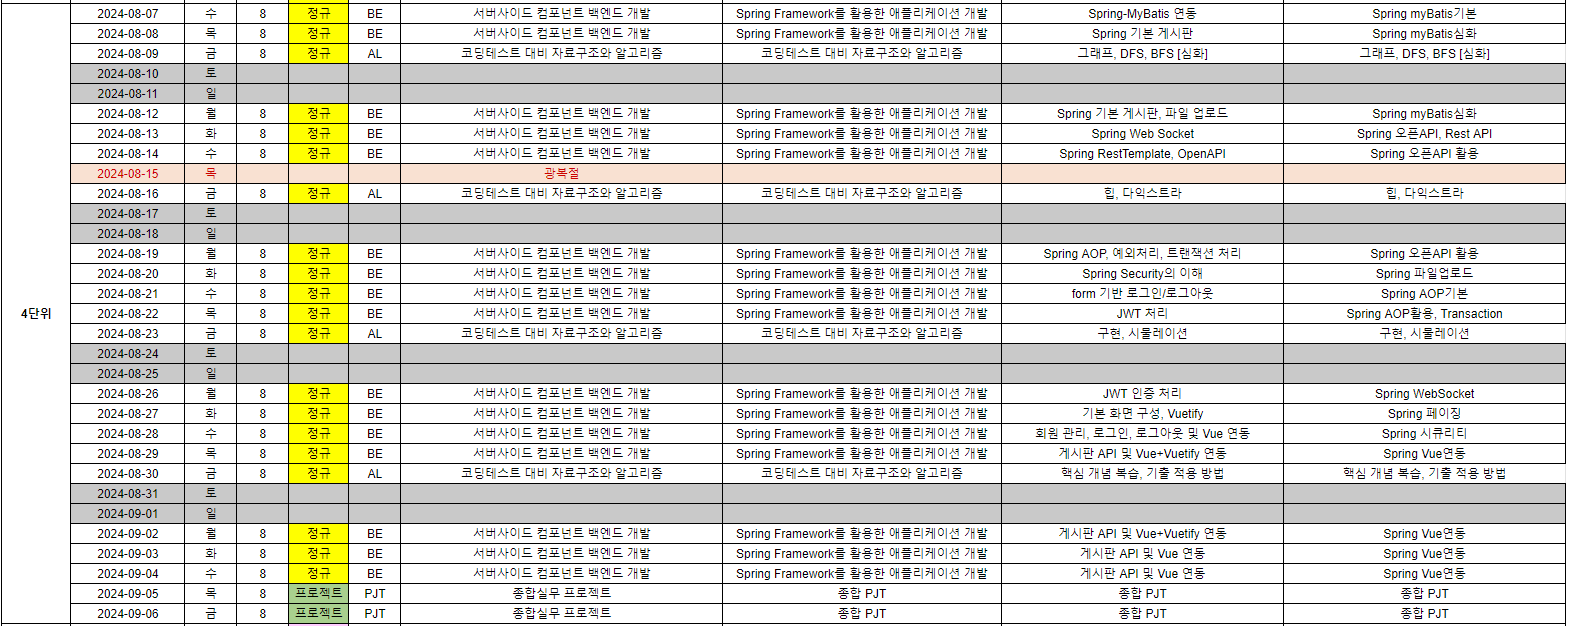 2024-08-07 수 8 정규 BE 서버사이드 컴포넌트 백엔드 개발 Spring Framework를 활용한 애플리케이션 개발 Spring-MyBatis 연동 Spring myBatis기본
2024-08-08 목 8 정규 BE 서버사이드 컴포넌트 백엔드 개발 Spring Framework를 활용한 애플리케이션 개발 Spring 기본 게시판 Spring myBatis심화
2024-08-09 금 8 정규 AL 코딩테스트 대비 자료구조와 알고리즘 코딩테스트 대비 자료구조와 알고리즘 그래프, DFS, BFS [심화] 그래프, DFS, BFS [심화]
2024-08-10 토
2024-08-11 일
2024-08-12 월 8 정규 BE 서버사이드 컴포넌트 백엔드 개발 Spring Framework를 활용한 애플리케이션 개발 Spring 기본 게시판, 파일 업로드 Spring myBatis심화
2024-08-13 화 8 정규 BE 서버사이드 컴포넌트 백엔드 개발 Spring Framework를 활용한 애플리케이션 개발 Spring Web Socket Spring 오픈API, Rest API
2024-08-14 수 8 정규 BE 서버사이드 컴포넌트 백엔드 개발 Spring Framework를 활용한 애플리케이션 개발 Spring RestTemplate, OpenAPI Spring 오픈API 활용
2024-08-15 목 광복절
2024-08-16 금 8 정규 AL 코딩테스트 대비 자료구조와 알고리즘 코딩테스트 대비 자료구조와 알고리즘 힙, 다익스트라 힙, 다익스트라
2024-08-17 토
2024-08-18 일
2024-08-19 월 8 정규 BE 서버사이드 컴포넌트 백엔드 개발 Spring Framework를 활용한 애플리케이션 개발 Spring AOP, 예외처리, 트랜잭션 처리 Spring 오픈API 활용
2024-08-20 화 8 정규 BE 서버사이드 컴포넌트 백엔드 개발 Spring Framework를 활용한 애플리케이션 개발 Spring Security의 이해 Spring 파일업로드
2024-08-21 수 8 정규 BE 서버사이드 컴포넌트 백엔드 개발 Spring Framework를 활용한 애플리케이션 개발 form 기반 로그인/로그아웃 Spring AOP기본
4단위 2024-08-22 목 8 정규 BE 서버사이드 컴포넌트 백엔드 개발 Spring Framework를 활용한 애플리케이션 개발 JWT 처리 Spring AOP활용, Transaction
2024-08-23 금 8 정규 AL 코딩테스트 대비 자료구조와 알고리즘 코딩테스트 대비 자료구조와 알고리즘 구현, 시뮬레이션 구현, 시뮬레이션
2024-08-24 토
2024-08-25 일
2024-08-26 월 8 정규 BE 서버사이드 컴포넌트 백엔드 개발 Spring Framework를 활용한 애플리케이션 개발 JWT 인증 처리 Spring WebSocket
2024-08-27 화 8 정규 BE 서버사이드 컴포넌트 백엔드 개발 Spring Framework를 활용한 애플리케이션 개발 기본 화면 구성, Vuetify Spring 페이징
2024-08-28 수 8 정규 BE 서버사이드 컴포넌트 백엔드 개발 Spring Framework를 활용한 애플리케이션 개발 회원 관리, 로그인, 로그아웃 및 Vue 연동 Spring 시큐리티
2024-08-29 목 8 정규 BE 서버사이드 컴포넌트 백엔드 개발 Spring Framework를 활용한 애플리케이션 개발 게시판 API 및 Vue+Vuetify 연동 Spring Vue연동
2024-08-30 금 8 정규 AL 코딩테스트 대비 자료구조와 알고리즘 코딩테스트 대비 자료구조와 알고리즘 핵심 개념 복습, 기출 적용 방법 핵심 개념 복습, 기출 적용 방법
2024-08-31 토
2024-09-01 일
2024-09-02 월 8 정규 BE 서버사이드 컴포넌트 백엔드 개발 Spring Framework를 활용한 애플리케이션 개발 게시판 API 및 Vue+Vuetify 연동 Spring Vue연동
2024-09-03 화 8 정규 BE 서버사이드 컴포넌트 백엔드 개발 Spring Framework를 활용한 애플리케이션 개발 게시판 API 및 Vue 연동 Spring Vue연동
2024-09-04 수 8 정규 BE 서버사이드 컴포넌트 백엔드 개발 Spring Framework를 활용한 애플리케이션 개발 게시판 API 및 Vue 연동 Spring Vue연동
2024-09-05 목 8 프로젝트 PJT 종합실무 프로젝트 종합 PJT 종합 PJT 종합 PJT
2024-09-06 금 8 프로젝트 PJT 종합실무 프로젝트 종합 PJT 종합 PJT 종합 PJT